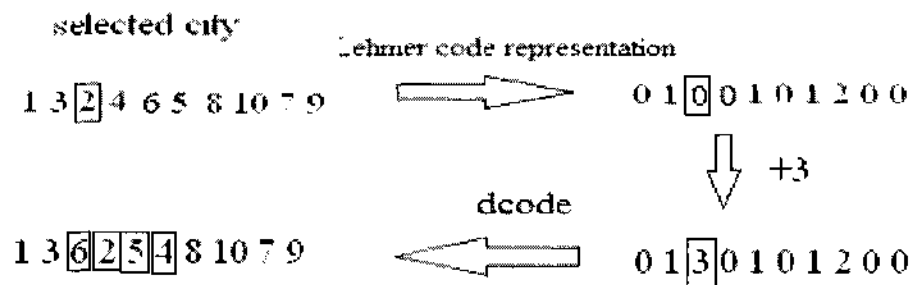 selected city
Lehmer code representation
1 3 2 4 6 5 8 10 7 9
0 1 0 0 1 0 1 2 0 0
+3
dcode
1 3 6 2 5 4 8 10 7 9
0 1 3 0 1 0 1 2 0 0